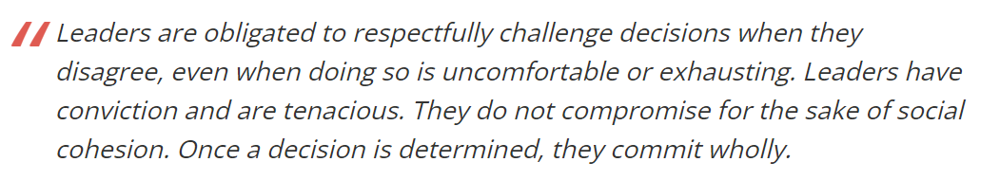 Leaders are obligated to respectfully challenge decisions when they
disagree, even when doing so is uncomfortable or exhausting. Leaders have
conviction and are tenacious. They do not compromise for the sake of social
cohesion. Once a decision is determined, they commit wholly.